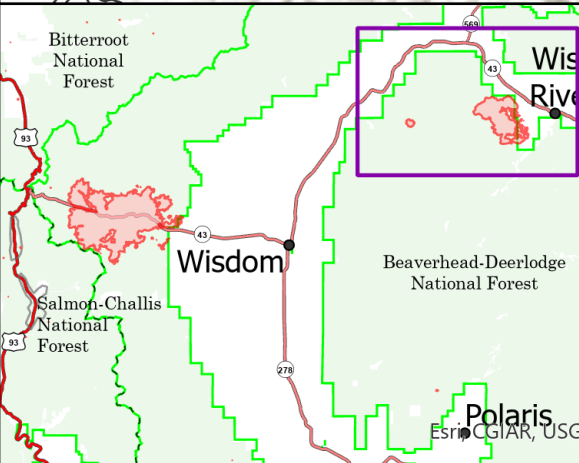 569
Bitterroot
National
Forest
Wis
43
Rive
93
43
Wisdom
Beaverhead-Deerlodge
National Forest
Salmon-Challis
National
Forest
93
278
Polaris
Esri, CGIAR, USG